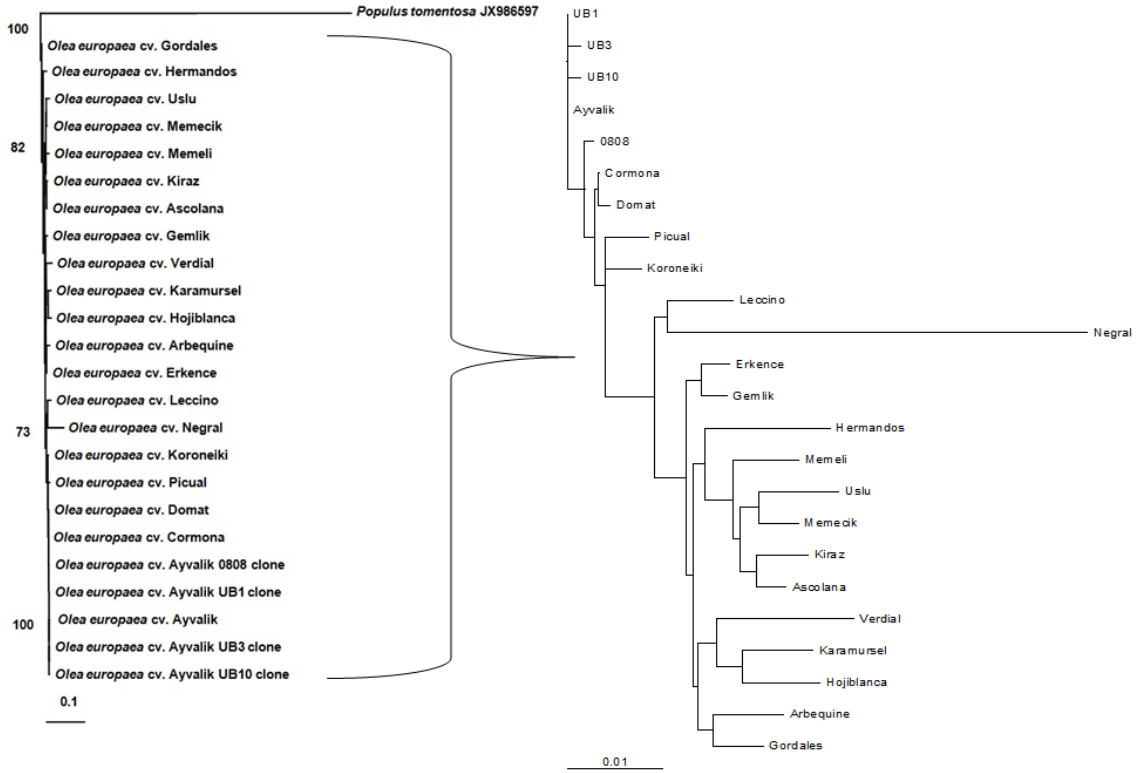 Populus tomentosa JX986597
100
Olea europaea cv. Gordales
Olea europaea cv. Hermandos
Olea europaea cv. Uslu
Olea europaea cv. Memecik
82
Olea europaea cv. Memeli
Olea europaea cv. Kiraz
Olea europaea cv. Ascolana
Olea europaea cv. Gemlik
Olea europaea cv. Verdial
Olea europaea cv. Karamursel
Olea europaea cv. Hojiblanca
Olea europaea cv. Arbequine
Olea europaea cv. Erkence
Olea europaea cv. Leccino
73
Olea europaea cv. Negral
Olea europaea cv. Koroneiki
Olea europaea cv. Picual
Olea europaea cv. Domat
Olea europaea cv. Cormona
Olea europaea cv. Ayvalik 0808 clone
Olea europaea cv. Ayvalik UB1 clone
100
Olea europaea cv. Ayvalik
Olea europaea cv. Ayvalik UB3 clone
Olea europaea cv. Ayvalik UB10 clone
0.1
UB1
UB3
UB10
Ayvalik
0808
Cormona
Domat
Picual
Koroneiki
Leccino
Negral
Erkence
Gemlik
Hermandos
Memeli
Uslu
Memecik
Kiraz
Ascolana
Verdial
Karamursel
Hojiblanca
Arbequine
Gordales
0.01